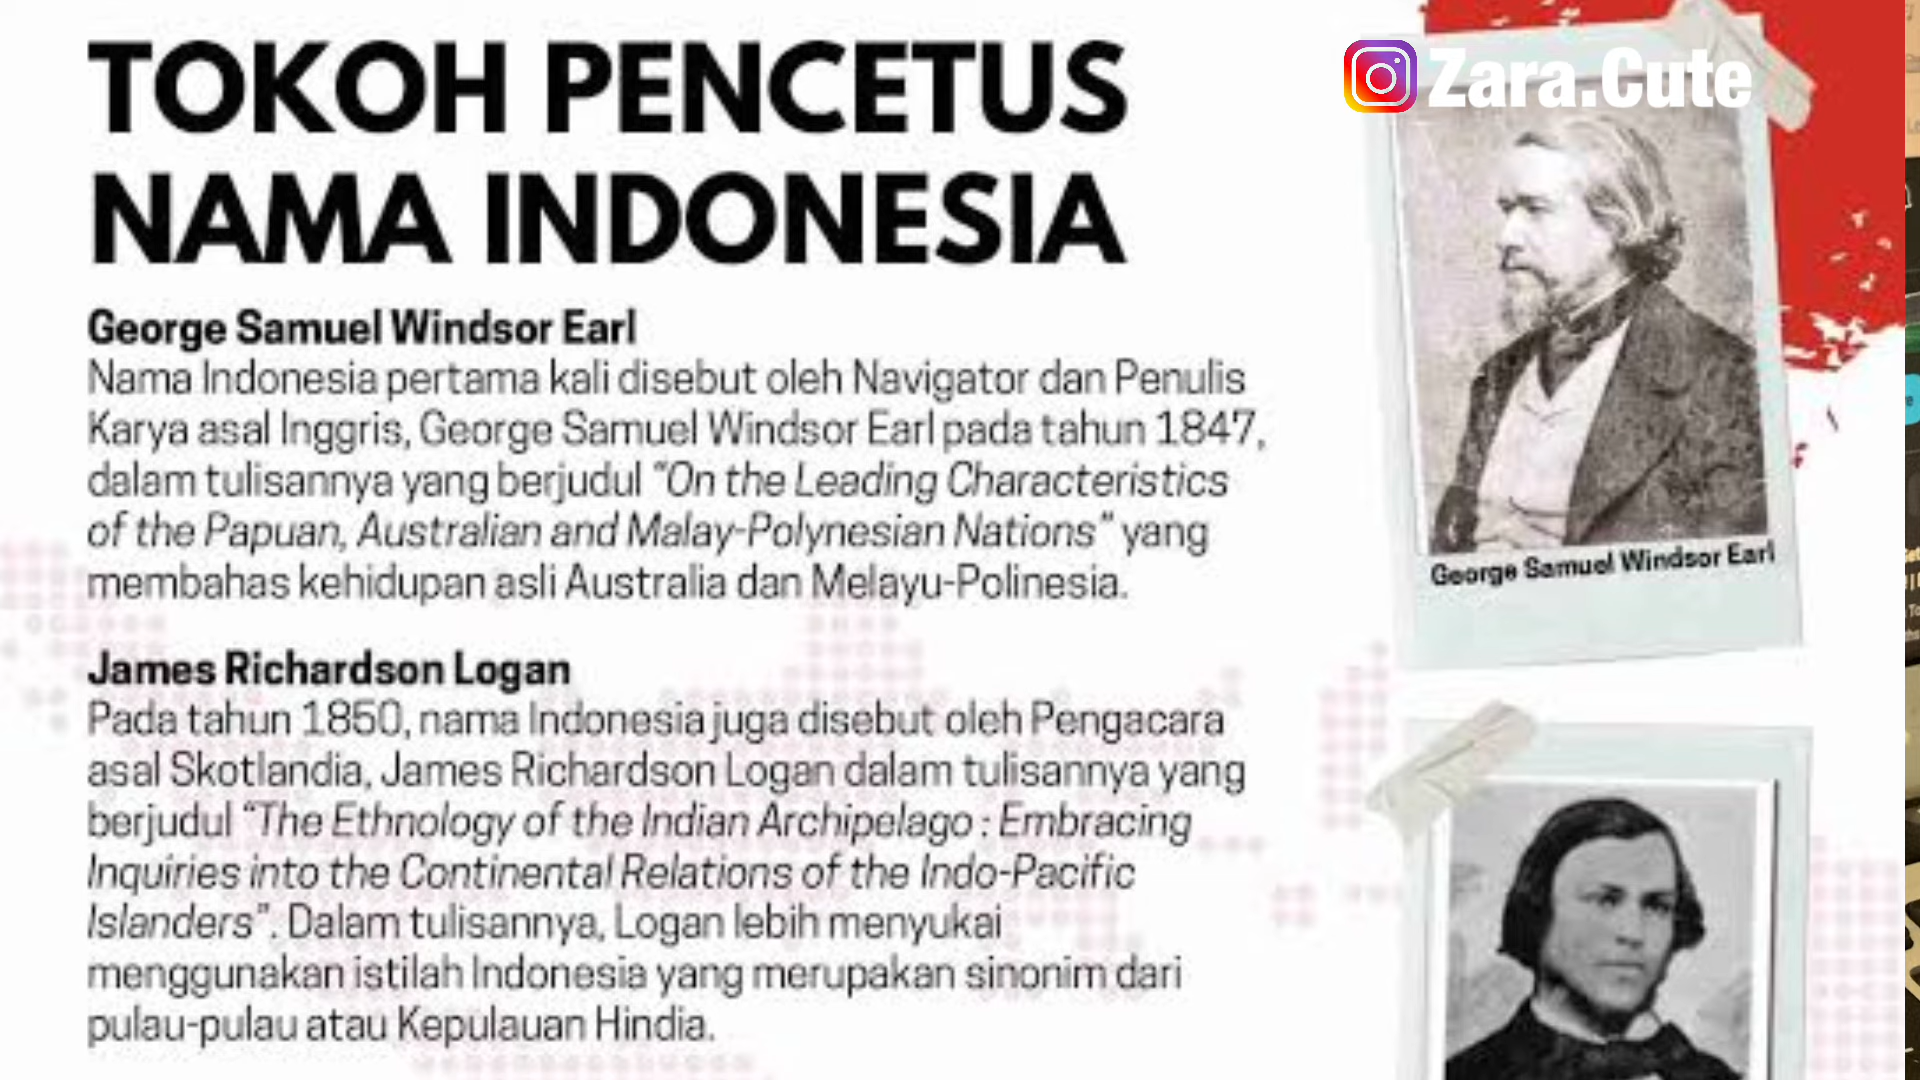 TOKOH PENCETUS
NAMA INDONESIA
Zara.Cute
George Samuel Windsor Earl
Nama Indonesia pertama kali disebut oleh Navigator dan Penulis
Karya asal Inggris, George Samuel Windsor Earl pada tahun 1847,
dalam tulisannya yang berjudul “On the Leading Characteristics
of the Papuan, Australian and Malay-Polynesian Nations” yang
membahas kehidupan asli Australia dan Melayu-Polinesia.
George Samuel Windsor Earl
James Richardson Logan
Pada tahun 1850, nama Indonesia juga disebut oleh Pengacara
asal Skotlandia, James Richardson Logan dalam tulisannya yang
berjudul “The Ethnology of the Indian Archipelago : Embracing
Inquiries into the Continental Relations of the Indo-Pacific
Islanders”. Dalam tulisannya, Logan lebih menyukai
menggunakan istilah Indonesia yang merupakan sinonim dari
pulau-pulau atau Kepulauan Hindia.